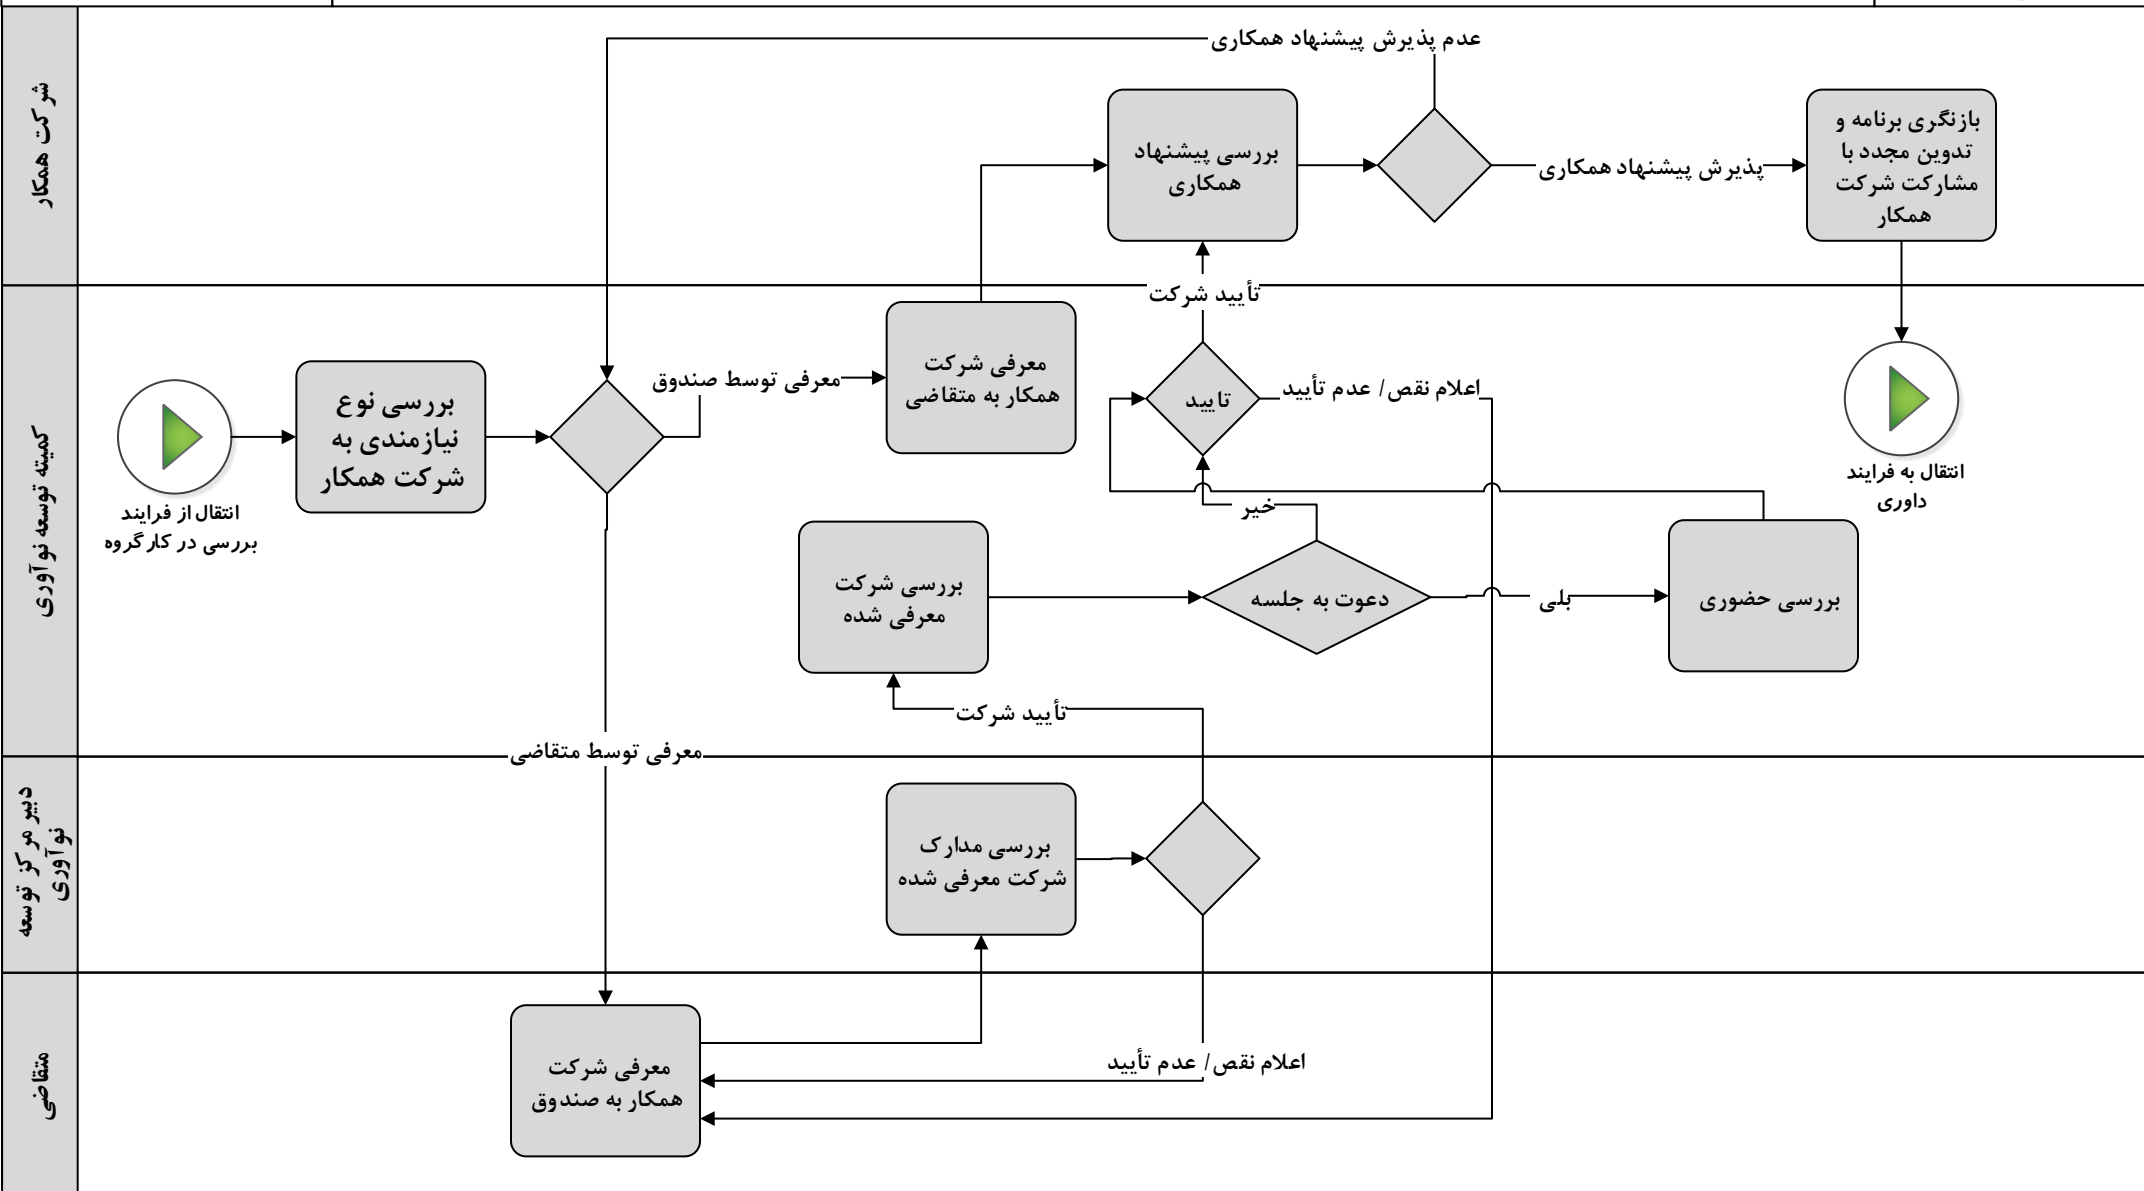 شرکت همکار
عدم پذیرش پیشنهاد همکاری
بررسی پیشنهاد
همکاری
پذیرش پیشنهاد همکاری
بازنگری برنامه و
تدوین مجدد با
مشارکت شرکت
همکار
کمیته توسعه نوآوری
انتقال از فرایند
بررسی در کارگروه
بررسی نوع
نیازمندی به
شرکت همکار
معرفی توسط صندوق
معرفی شرکت
همکار به متقاضی
تأیید شرکت
تایید
اعلام نقص/ عدم تأیید
انتقال به فرایند
داوری
خیر
بررسی شرکت
معرفی شده
دعوت به جلسه
بلی
بررسی حضوری
تأیید شرکت
معرفی توسط متقاضی
دبیر مرکز توسعه
نوآوری
بررسی مدارک
شرکت معرفی شده
متقاضی
معرفی شرکت
همکار به صندوق
اعلام نقص/ عدم تأیید